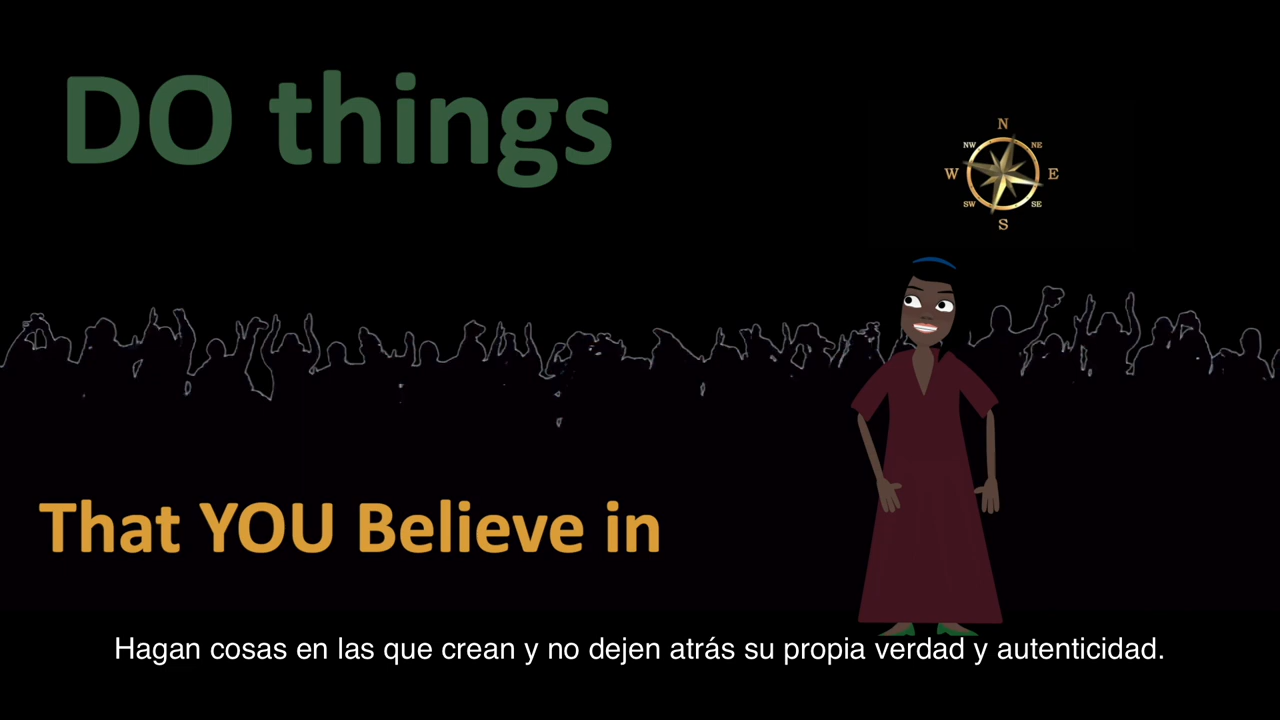 DO things
N
NW NE
W E
SW SE
S
That YOU Believe in
Hagan cosas en las que crean y no dejen atrás su propia verdad y autenticidad.